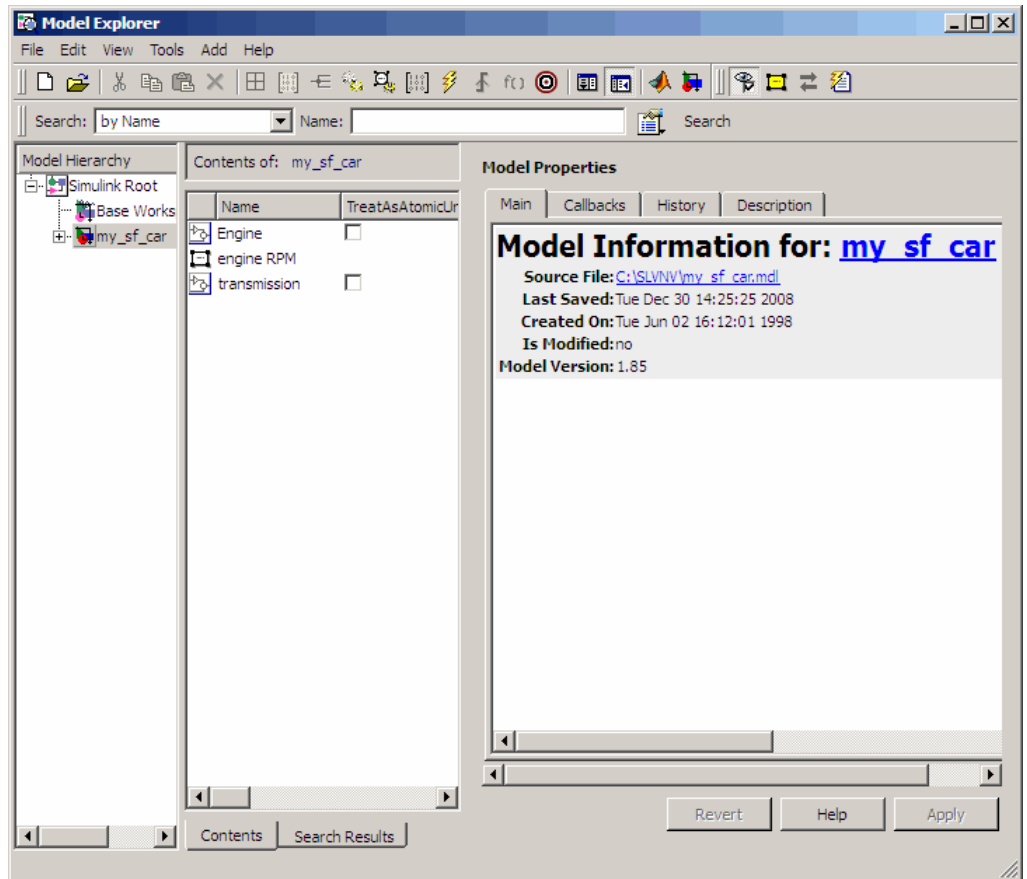 Model Explorer
File Edit View Tools Add Help
f()
Search: by Name Name: Search
Model Hierarchy
Simulink Root
Base Works
my_sf_car
Contents of: my_sf_car
Name TreatAsAtomicUr
Engine
engine RPM
transmission
Contents Search Results
Model Properties
Main Callbacks History Description
Model Information for: my_sf_car
Source File: C:\SLVNV\my_sf_car.mdl
Last Saved: Tue Dec 30 14:25:25 2008
Created On: Tue Jun 02 16:12:01 1998
Is Modified: no
Model Version: 1.85
Revert Help Apply